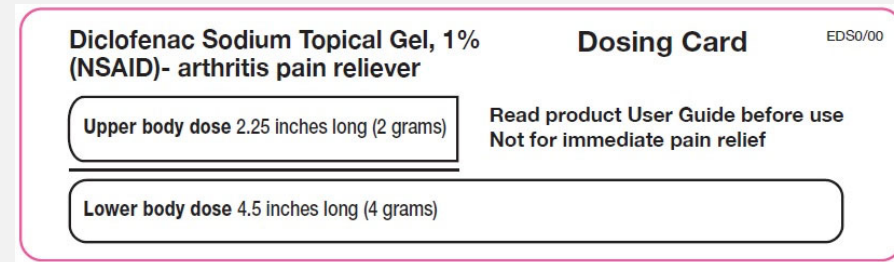 Diclofenac Sodium Topical Gel, 1%
(NSAID)- arthritis pain reliever
Dosing Card
EDS0/00
Upper body dose 2.25 inches long (2 grams)
Read product User Guide before use
Not for immediate pain relief
Lower body dose 4.5 inches long (4 grams)